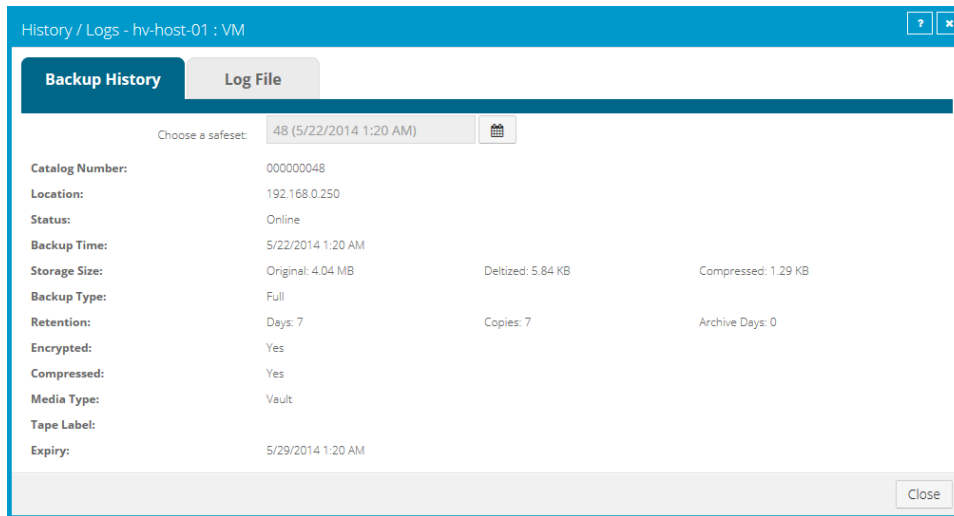 History / Logs - hv-host-01 : VM ? x
Backup History Log File
Choose a safeset: 48 (5/22/2014 1:20 AM)
Catalog Number: 000000048
Location: 192.168.0.250
Status: Online
Backup Time: 5/22/2014 1:20 AM
Storage Size: Original: 4.04 MB Deltized: 5.84 KB Compressed: 1.29 KB
Backup Type: Full
Retention: Days: 7 Copies: 7 Archive Days: 0
Encrypted: Yes
Compressed: Yes
Media Type: Vault
Tape Label:
Expiry: 5/29/2014 1:20 AM
Close